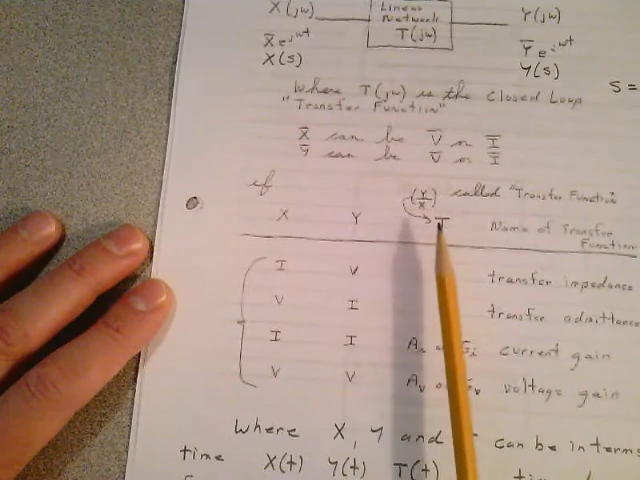 X(jω) Linear Network T(jω) Y(jω)
X̄e^jωt Ȳe^jωt
X(s) Y(s) S=
Where T(jω) is the Closed Loop
"Transfer Function"
X̄ can be V̄ or Ī
Ȳ can be V̄ or Ī
if (Y/X) called "Transfer Function"
X Y T Name of Transfer Function
I V transfer impedance
V I transfer admittance
I I current gain
V V voltage gain
Where X, Y and can be in terms
time X(t) Y(t) T(t)